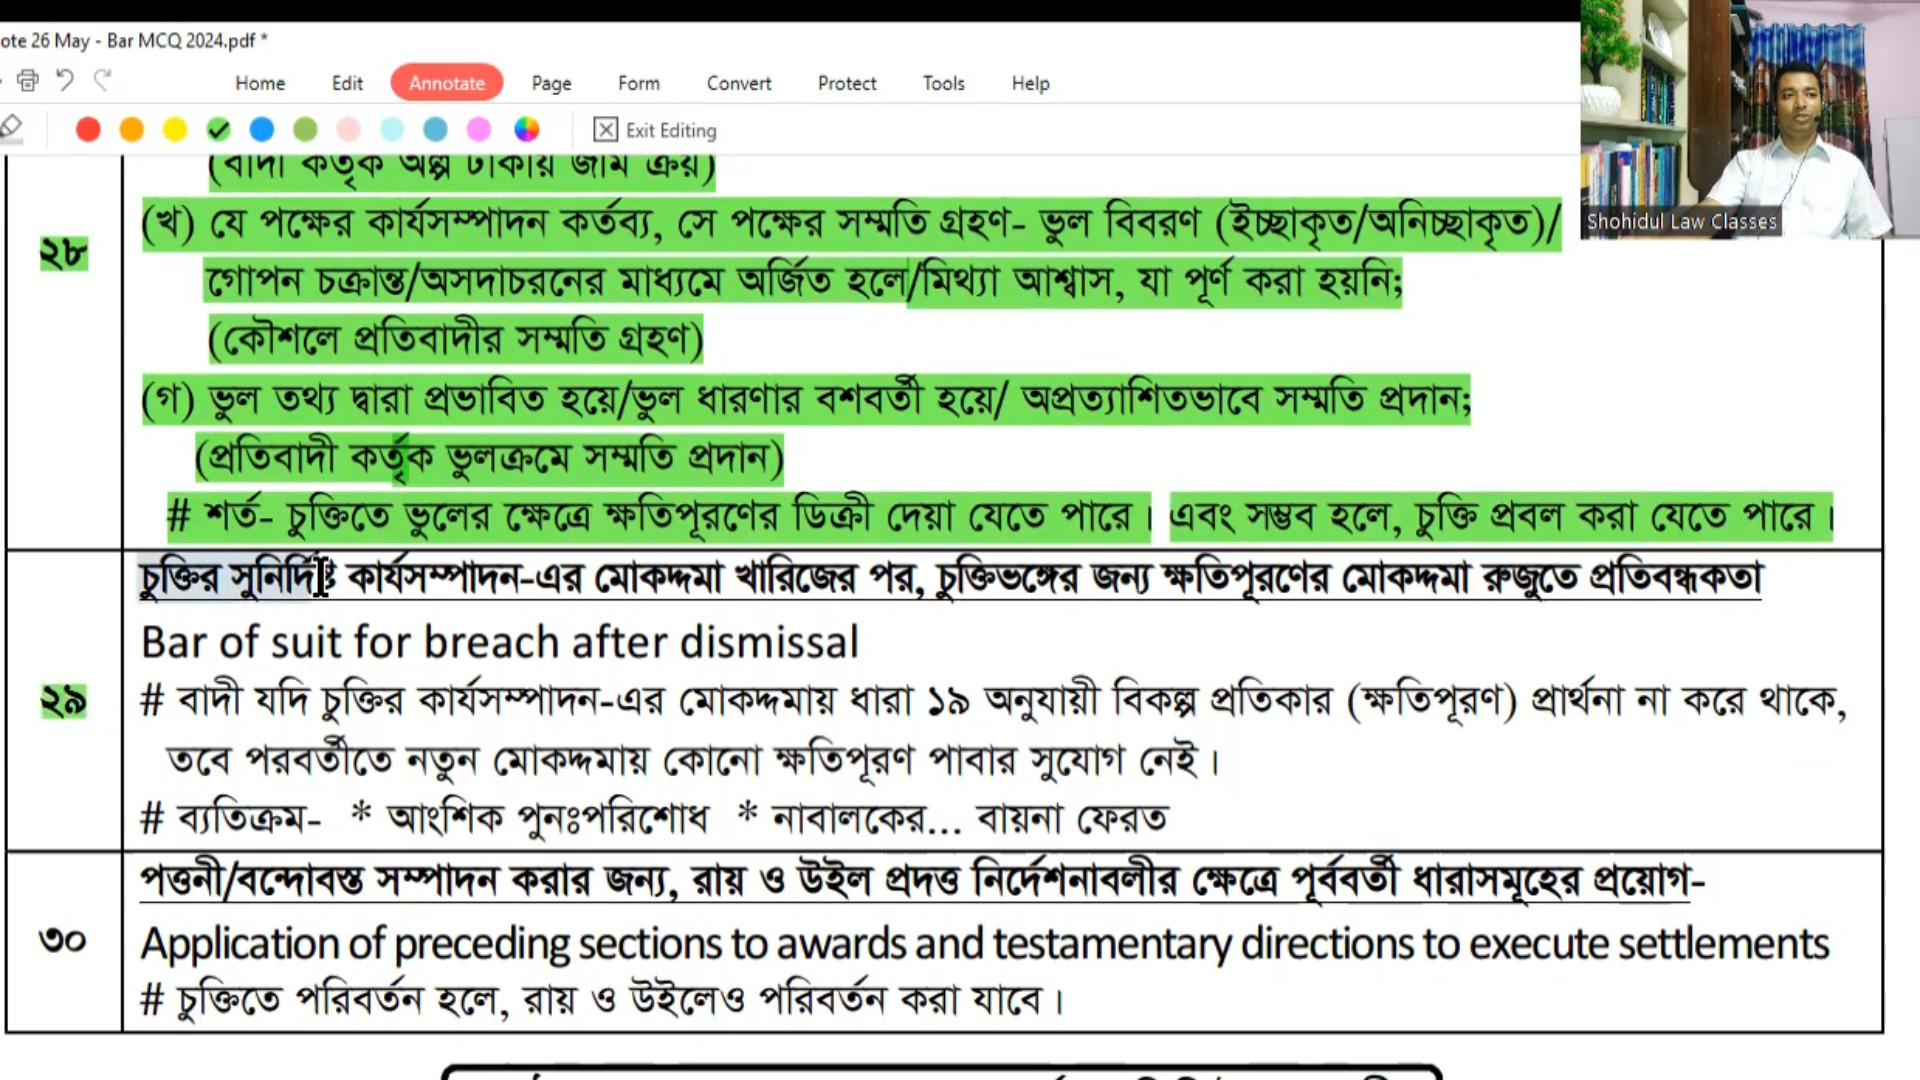 ote 26 May - Bar MCQ 2024.pdf *
Home Edit Annotate Page Form Convert Protect Tools Help
Exit Editing
Shohidul Law Classes
(বাদী কর্তৃক অল্প টাকায় জমি ক্রয়)
২৮
(খ) যে পক্ষের কার্যসম্পাদন কর্তব্য, সে পক্ষের সম্মতি গ্রহণ- ভুল বিবরণ (ইচ্ছাকৃত/অনিচ্ছাকৃত)/
গোপন চক্রান্ত/অসদাচরনের মাধ্যমে অর্জিত হলে/মিথ্যা আশ্বাস, যা পূর্ণ করা হয়নি;
(কৌশলে প্রতিবাদীর সম্মতি গ্রহণ)
(গ) ভুল তথ্য দ্বারা প্রভাবিত হয়ে/ভুল ধারণার বশবর্তী হয়ে/ অপ্রত্যাশিতভাবে সম্মতি প্রদান;
(প্রতিবাদী কর্তৃক ভুলক্রমে সম্মতি প্রদান)
# শর্ত- চুক্তিতে ভুলের ক্ষেত্রে ক্ষতিপূরণের ডিক্রী দেয়া যেতে পারে। এবং সম্ভব হলে, চুক্তি প্রবল করা যেতে পারে।
২৯
চুক্তির সুনির্দিষ্ট কার্যসম্পাদন-এর মোকদ্দমা খারিজের পর, চুক্তিভঙ্গের জন্য ক্ষতিপূরণের মোকদ্দমা রুজুতে প্রতিবন্ধকতা
Bar of suit for breach after dismissal
# বাদী যদি চুক্তির কার্যসম্পাদন-এর মোকদ্দমায় ধারা ১৯ অনুযায়ী বিকল্প প্রতিকার (ক্ষতিপূরণ) প্রার্থনা না করে থাকে,
তবে পরবর্তীতে নতুন মোকদ্দমায় কোনো ক্ষতিপূরণ পাবার সুযোগ নেই।
# ব্যতিক্রম- * আংশিক পুনঃপরিশোধ * নাবালকের... বায়না ফেরত
৩০
পত্তনী/বন্দোবস্ত সম্পাদন করার জন্য, রায় ও উইল প্রদত্ত নির্দেশনাবলীর ক্ষেত্রে পূর্ববর্তী ধারাসমূহের প্রয়োগ-
Application of preceding sections to awards and testamentary directions to execute settlements
# চুক্তিতে পরিবর্তন হলে, রায় ও উইলেও পরিবর্তন করা যাবে।